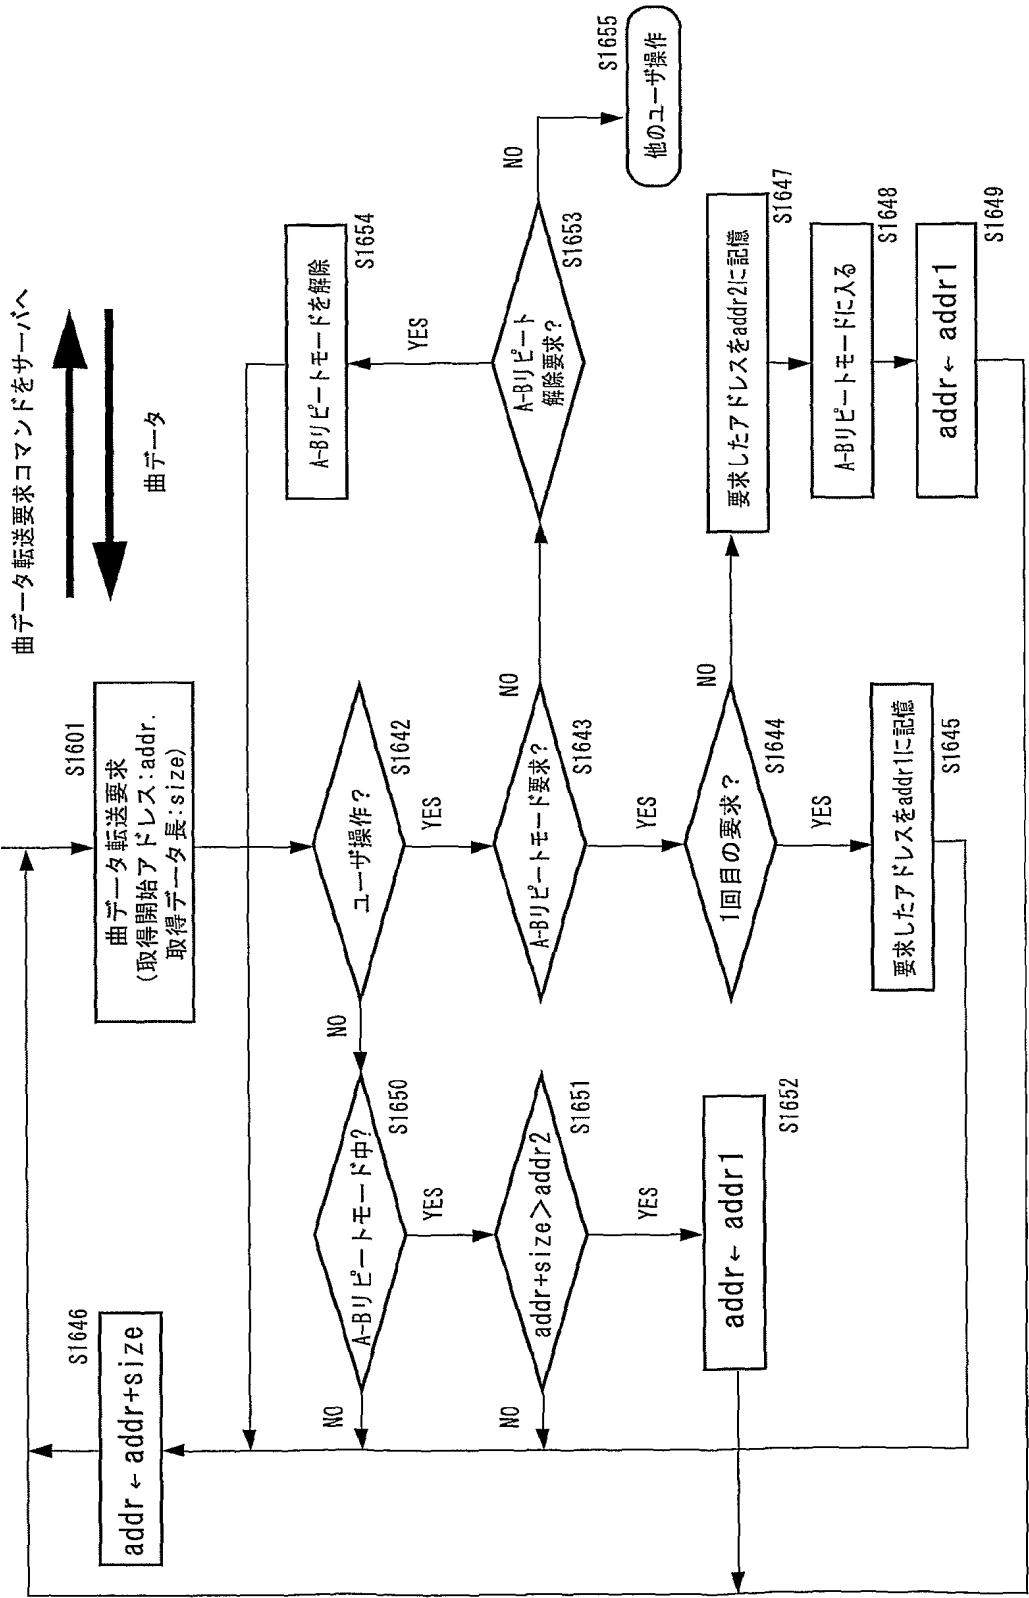 曲データ転送要求コマンドをサーバへ
曲データ
S1601
曲データ転送要求
(取得開始アドレス:addr.
取得データ長:size)
S1646
addr←addr+size
ユーザ操作?
S1642
NO
YES
A-Bリピートモード中?
S1650
NO
YES
addr+size>addr2
S1651
NO
YES
addr←addr1
S1652
A-Bリピートモード要求?
S1643
NO
YES
1回目の要求?
S1644
NO
YES
要求したアドレスをaddr1に記憶
S1645
A-Bリピートモードを解除
S1654
YES
A-Bリピート
解除要求?
S1653
NO
S1655
他のユーザ操作
要求したアドレスをaddr2に記憶
S1647
A-Bリピートモードに入る
S1648
addr←addr1
S1649